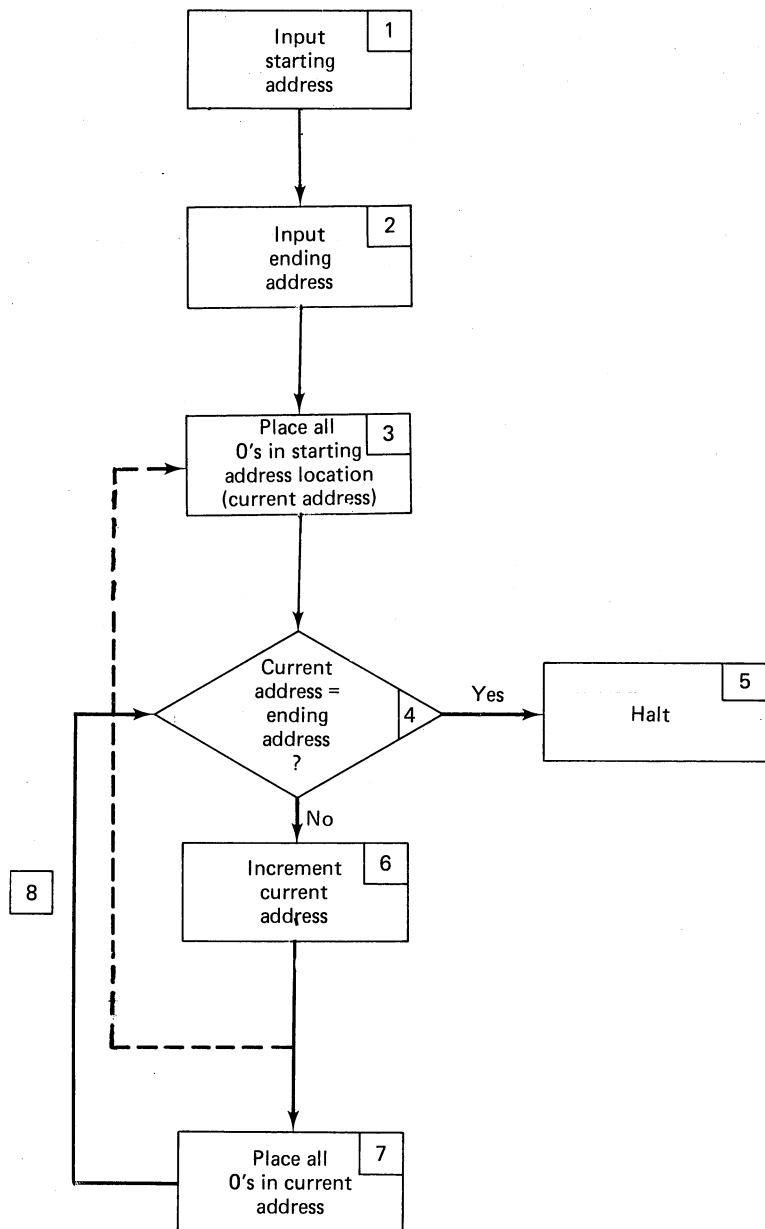 1
Input
starting
address
2
Input
ending
address
3
Place all
0's in starting
address location
(current address)
Current
address =
ending
address
?
4
Yes
5
Halt
No
6
Increment
current
address
8
7
Place all
0's in current
address